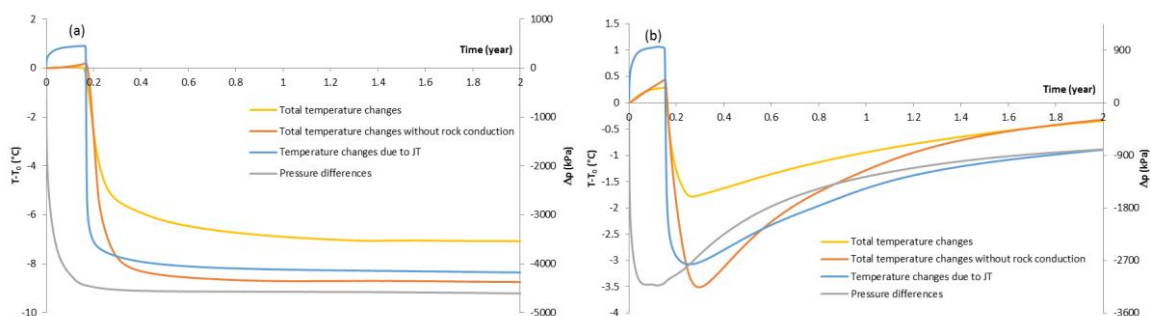 (a)
2
0
-2
-4
-6
-8
-10
T-T₀ (°C)
0 0.2 0.4 0.6 0.8 1 1.2 1.4 1.6 1.8 2
Time (year)
1000
0
-1000
-2000
-3000
-4000
-5000
Δp (kPa)
Total temperature changes
Total temperature changes without rock conduction
Temperature changes due to JT
Pressure differences
(b)
1.5
1
0.5
0
-0.5
-1
-1.5
-2
-2.5
-3
-3.5
-4
T-T₀ (°C)
0 0.2 0.4 0.6 0.8 1 1.2 1.4 1.6 1.8 2
Time (year)
900
0
-900
-1800
-2700
-3600
Δp (kPa)
Total temperature changes
Total temperature changes without rock conduction
Temperature changes due to JT
Pressure differences